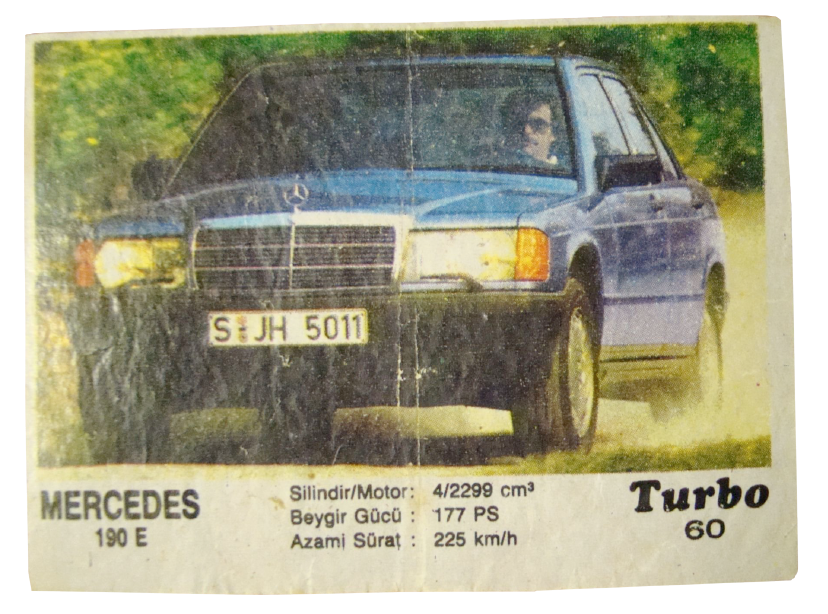 S JH 5011
MERCEDES
190 E
Silindir/Motor: 4/2299 cm³
Beygir Gücü : 177 PS
Azami Sürat : 225 km/h
Turbo
60